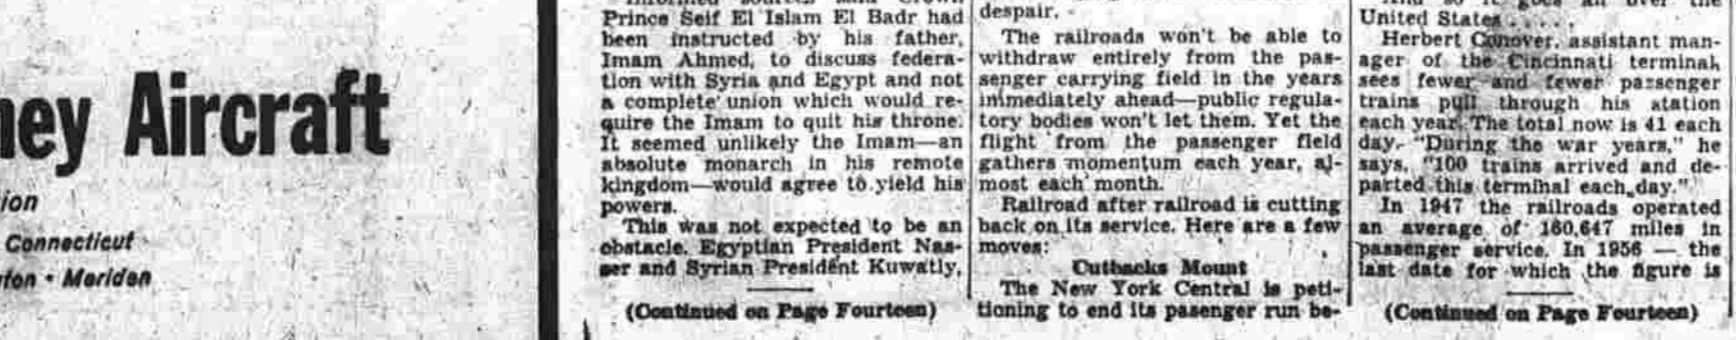 ney Aircraft
ion
Connecticut
ton • Meriden
Prince Seif El Islam El Badr had
been instructed by his father,
Imam Ahmed, to discuss federa-
tion with Syria and Egypt and not
a complete union which would re-
quire the Imam to quit his throne.
It seemed unlikely the Imam—an
absolute monarch in his remote
kingdom—would agree to yield his
powers.
This was not expected to be an
obstacle. Egyptian President Nas-
ser and Syrian President Kuwatly,
(Continued on Page Fourteen)
despair.
The railroads won't be able to
withdraw entirely from the pas-
senger carrying field in the years
immediately ahead—public regula-
tory bodies won't let them. Yet the
flight from the passenger field
gathers momentum each year, al-
most each month.
Railroad after railroad is cutting
back on its service. Here are a few
moves:
Cutbacks Mount
The New York Central is peti-
tioning to end its pasenger run be-
And so it goes all over the
United States . . . . .
Herbert Conover, assistant man-
ager of the Cincinnati terminal,
sees fewer and fewer passenger
trains pull through his station
each year. The total now is 41 each
day. "During the war years," he
says, "100 trains arrived and de-
parted this terminal each day."
In 1947 the railroads operated
an average of 160,647 miles in
passenger service. In 1956 — the
last date for which the figure is
(Continued on Page Fourteen)